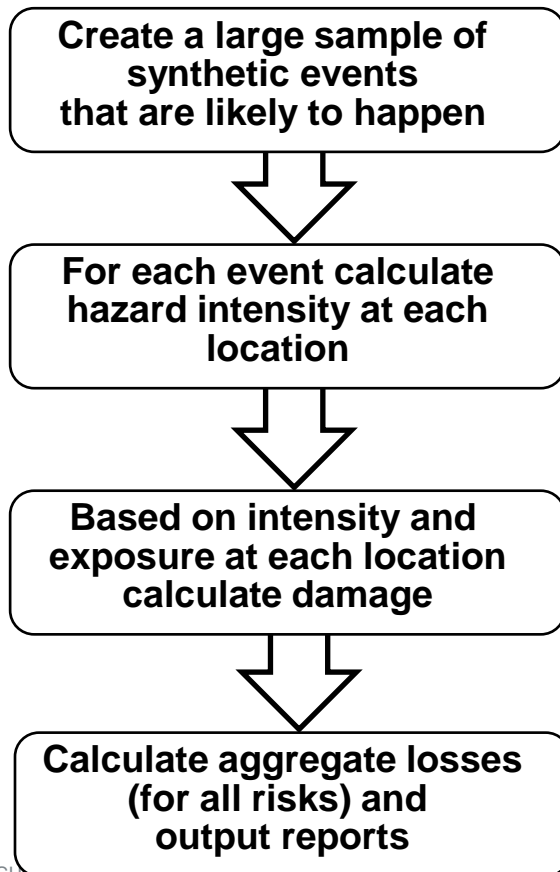 Create a large sample of
synthetic events
that are likely to happen
For each event calculate
hazard intensity at each
location
Based on intensity and
exposure at each location
calculate damage
Calculate aggregate losses
(for all risks) and
output reports